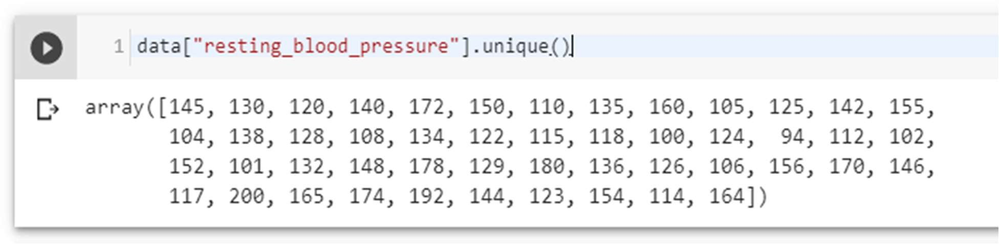 1 data["resting_blood_pressure"].unique()
array([145, 130, 120, 140, 172, 150, 110, 135, 160, 105, 125, 142, 155,
104, 138, 128, 108, 134, 122, 115, 118, 100, 124,  94, 112, 102,
152, 101, 132, 148, 178, 129, 180, 136, 126, 106, 156, 170, 146,
117, 200, 165, 174, 192, 144, 123, 154, 114, 164])